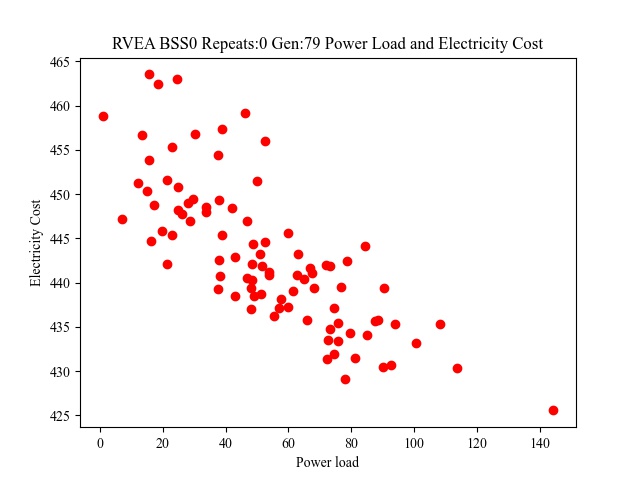 RVEA BSS0 Repeats:0 Gen:79 Power Load and Electricity Cost
465
460
455
450
445
440
435
430
425
Electricity Cost
0 20 40 60 80 100 120 140
Power load